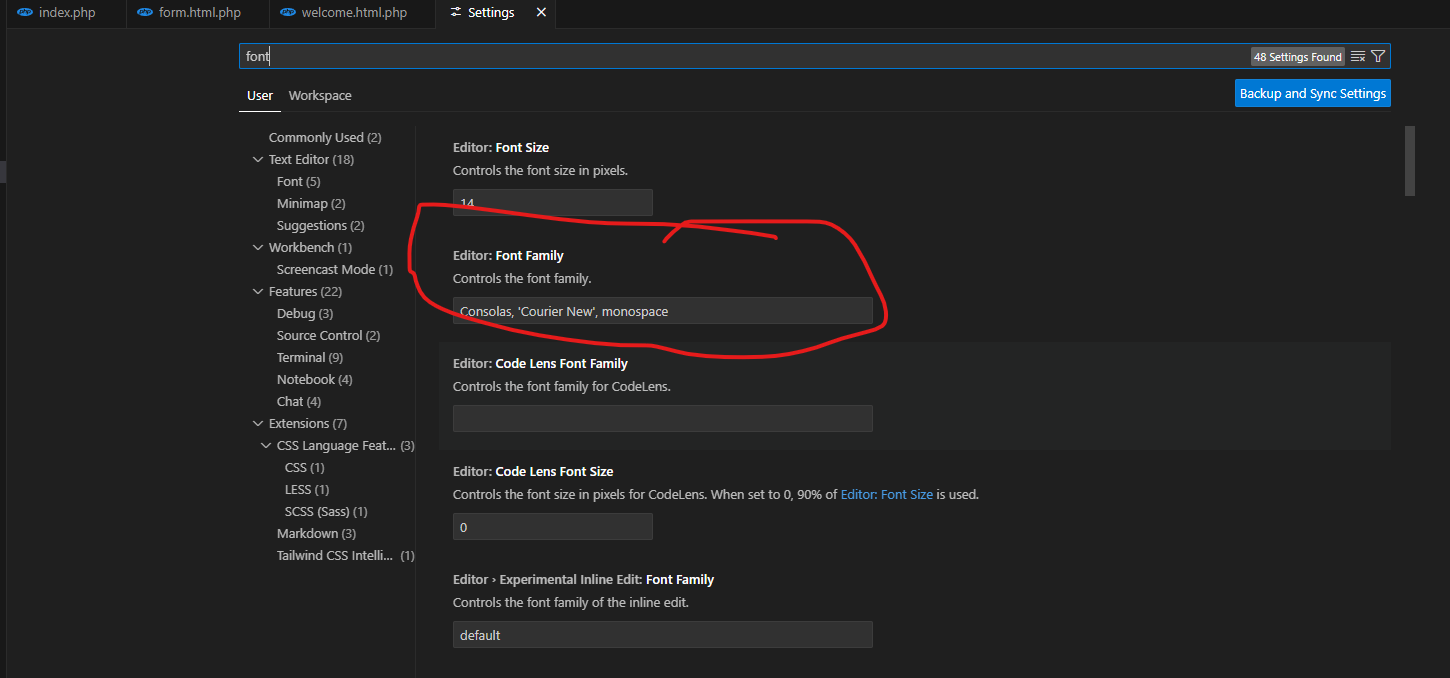 index.php form.html.php welcome.html.php Settings
font 48 Settings Found
User Workspace Backup and Sync Settings
Commonly Used (2)
Text Editor (18)
Font (5)
Minimap (2)
Suggestions (2)
Workbench (1)
Screencast Mode (1)
Features (22)
Debug (3)
Source Control (2)
Terminal (9)
Notebook (4)
Chat (4)
Extensions (7)
CSS Language Feat... (3)
CSS (1)
LESS (1)
SCSS (Sass) (1)
Markdown (3)
Tailwind CSS Intelli... (1)
Editor: Font Size
Controls the font size in pixels.
14
Editor: Font Family
Controls the font family.
Consolas, 'Courier New', monospace
Editor: Code Lens Font Family
Controls the font family for CodeLens.
Editor: Code Lens Font Size
Controls the font size in pixels for CodeLens. When set to 0, 90% of Editor: Font Size is used.
0
Editor › Experimental Inline Edit: Font Family
Controls the font family of the inline edit.
default